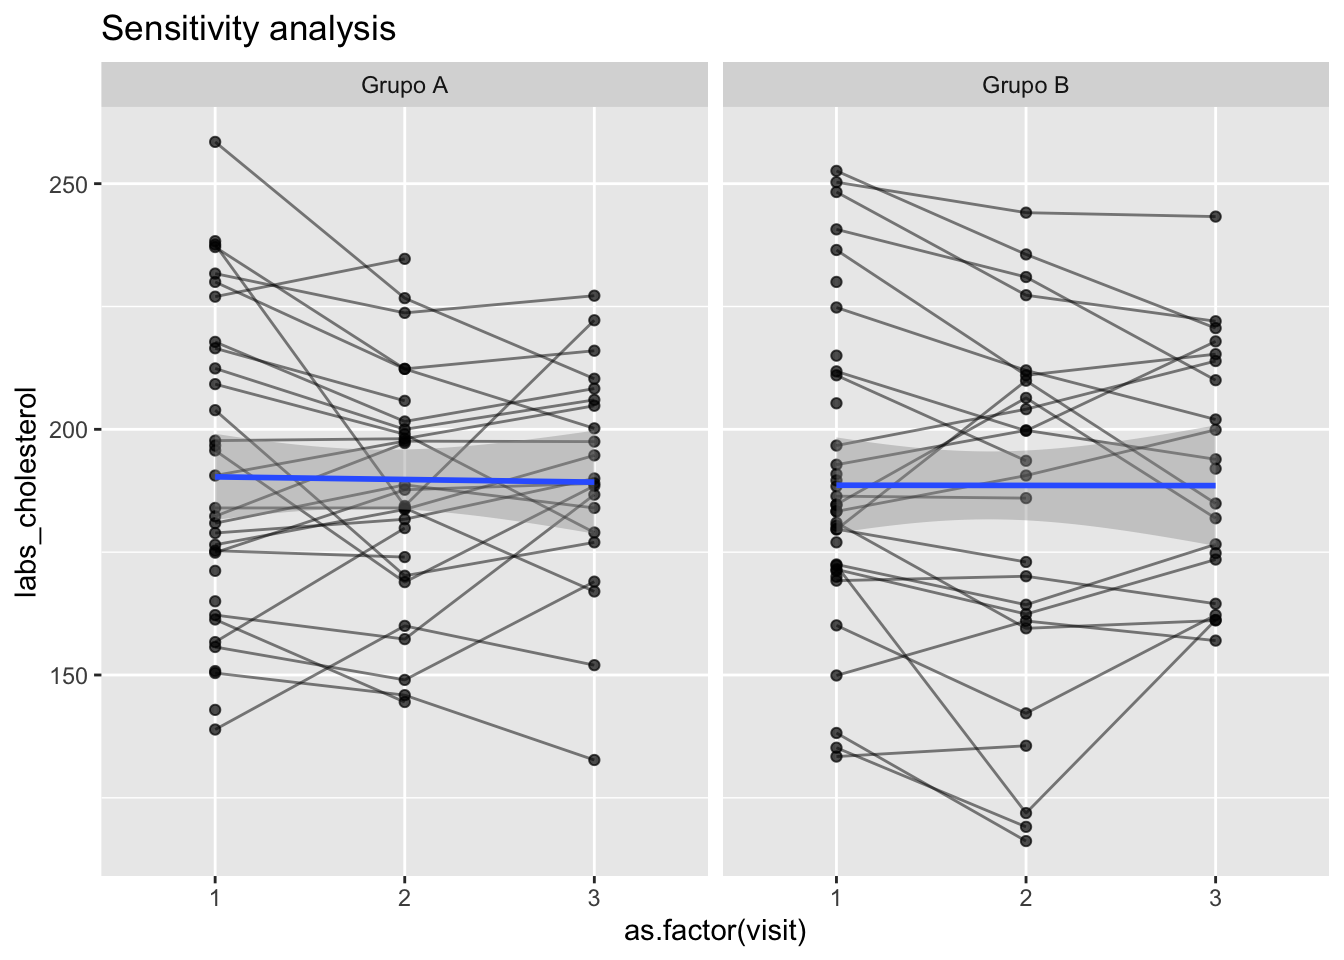 Sensitivity analysis
Grupo A
Grupo B
labs_cholesterol
250
200
150
1 2 3
1 2 3
as.factor(visit)